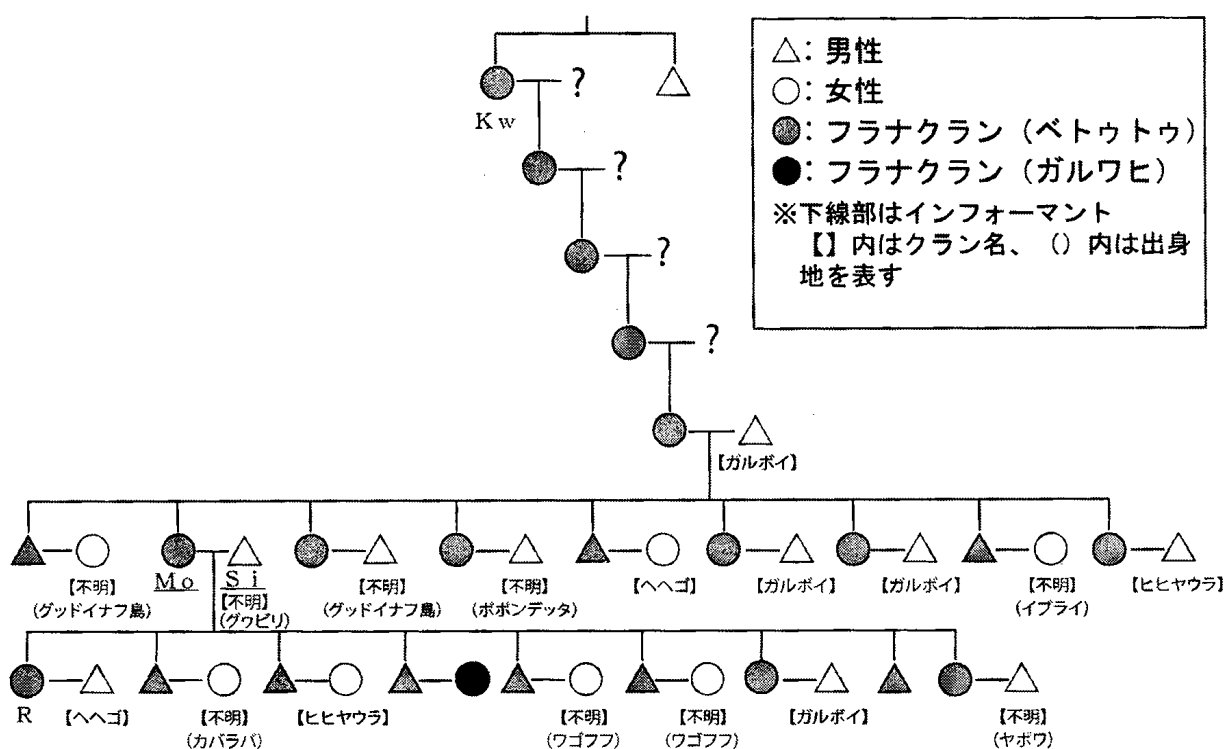 △：男性
○：女性
●：フラナクラン（ベトゥトゥ）
●：フラナクラン（ガルワヒ）
※下線部はインフォーマント
【】内はクラン名、（）内は出身
地を表す
?
Kw
?
?
?
【ガルボイ】
【不明】
(グッドイナフ島)
Mo
Si
【不明】
(グゥビリ)
【不明】
(グッドイナフ島)
【不明】
(ポポンデッタ)
【ヘヘゴ】
【ガルボイ】
【ガルボイ】
【不明】
(イブライ)
【ヒヒヤウラ】
R
【ヘヘゴ】
【不明】
(カバラバ)
【ヒヒヤウラ】
【不明】
(ワゴフフ)
【不明】
(ワゴフフ)
【ガルボイ】
【不明】
(ヤボワ)